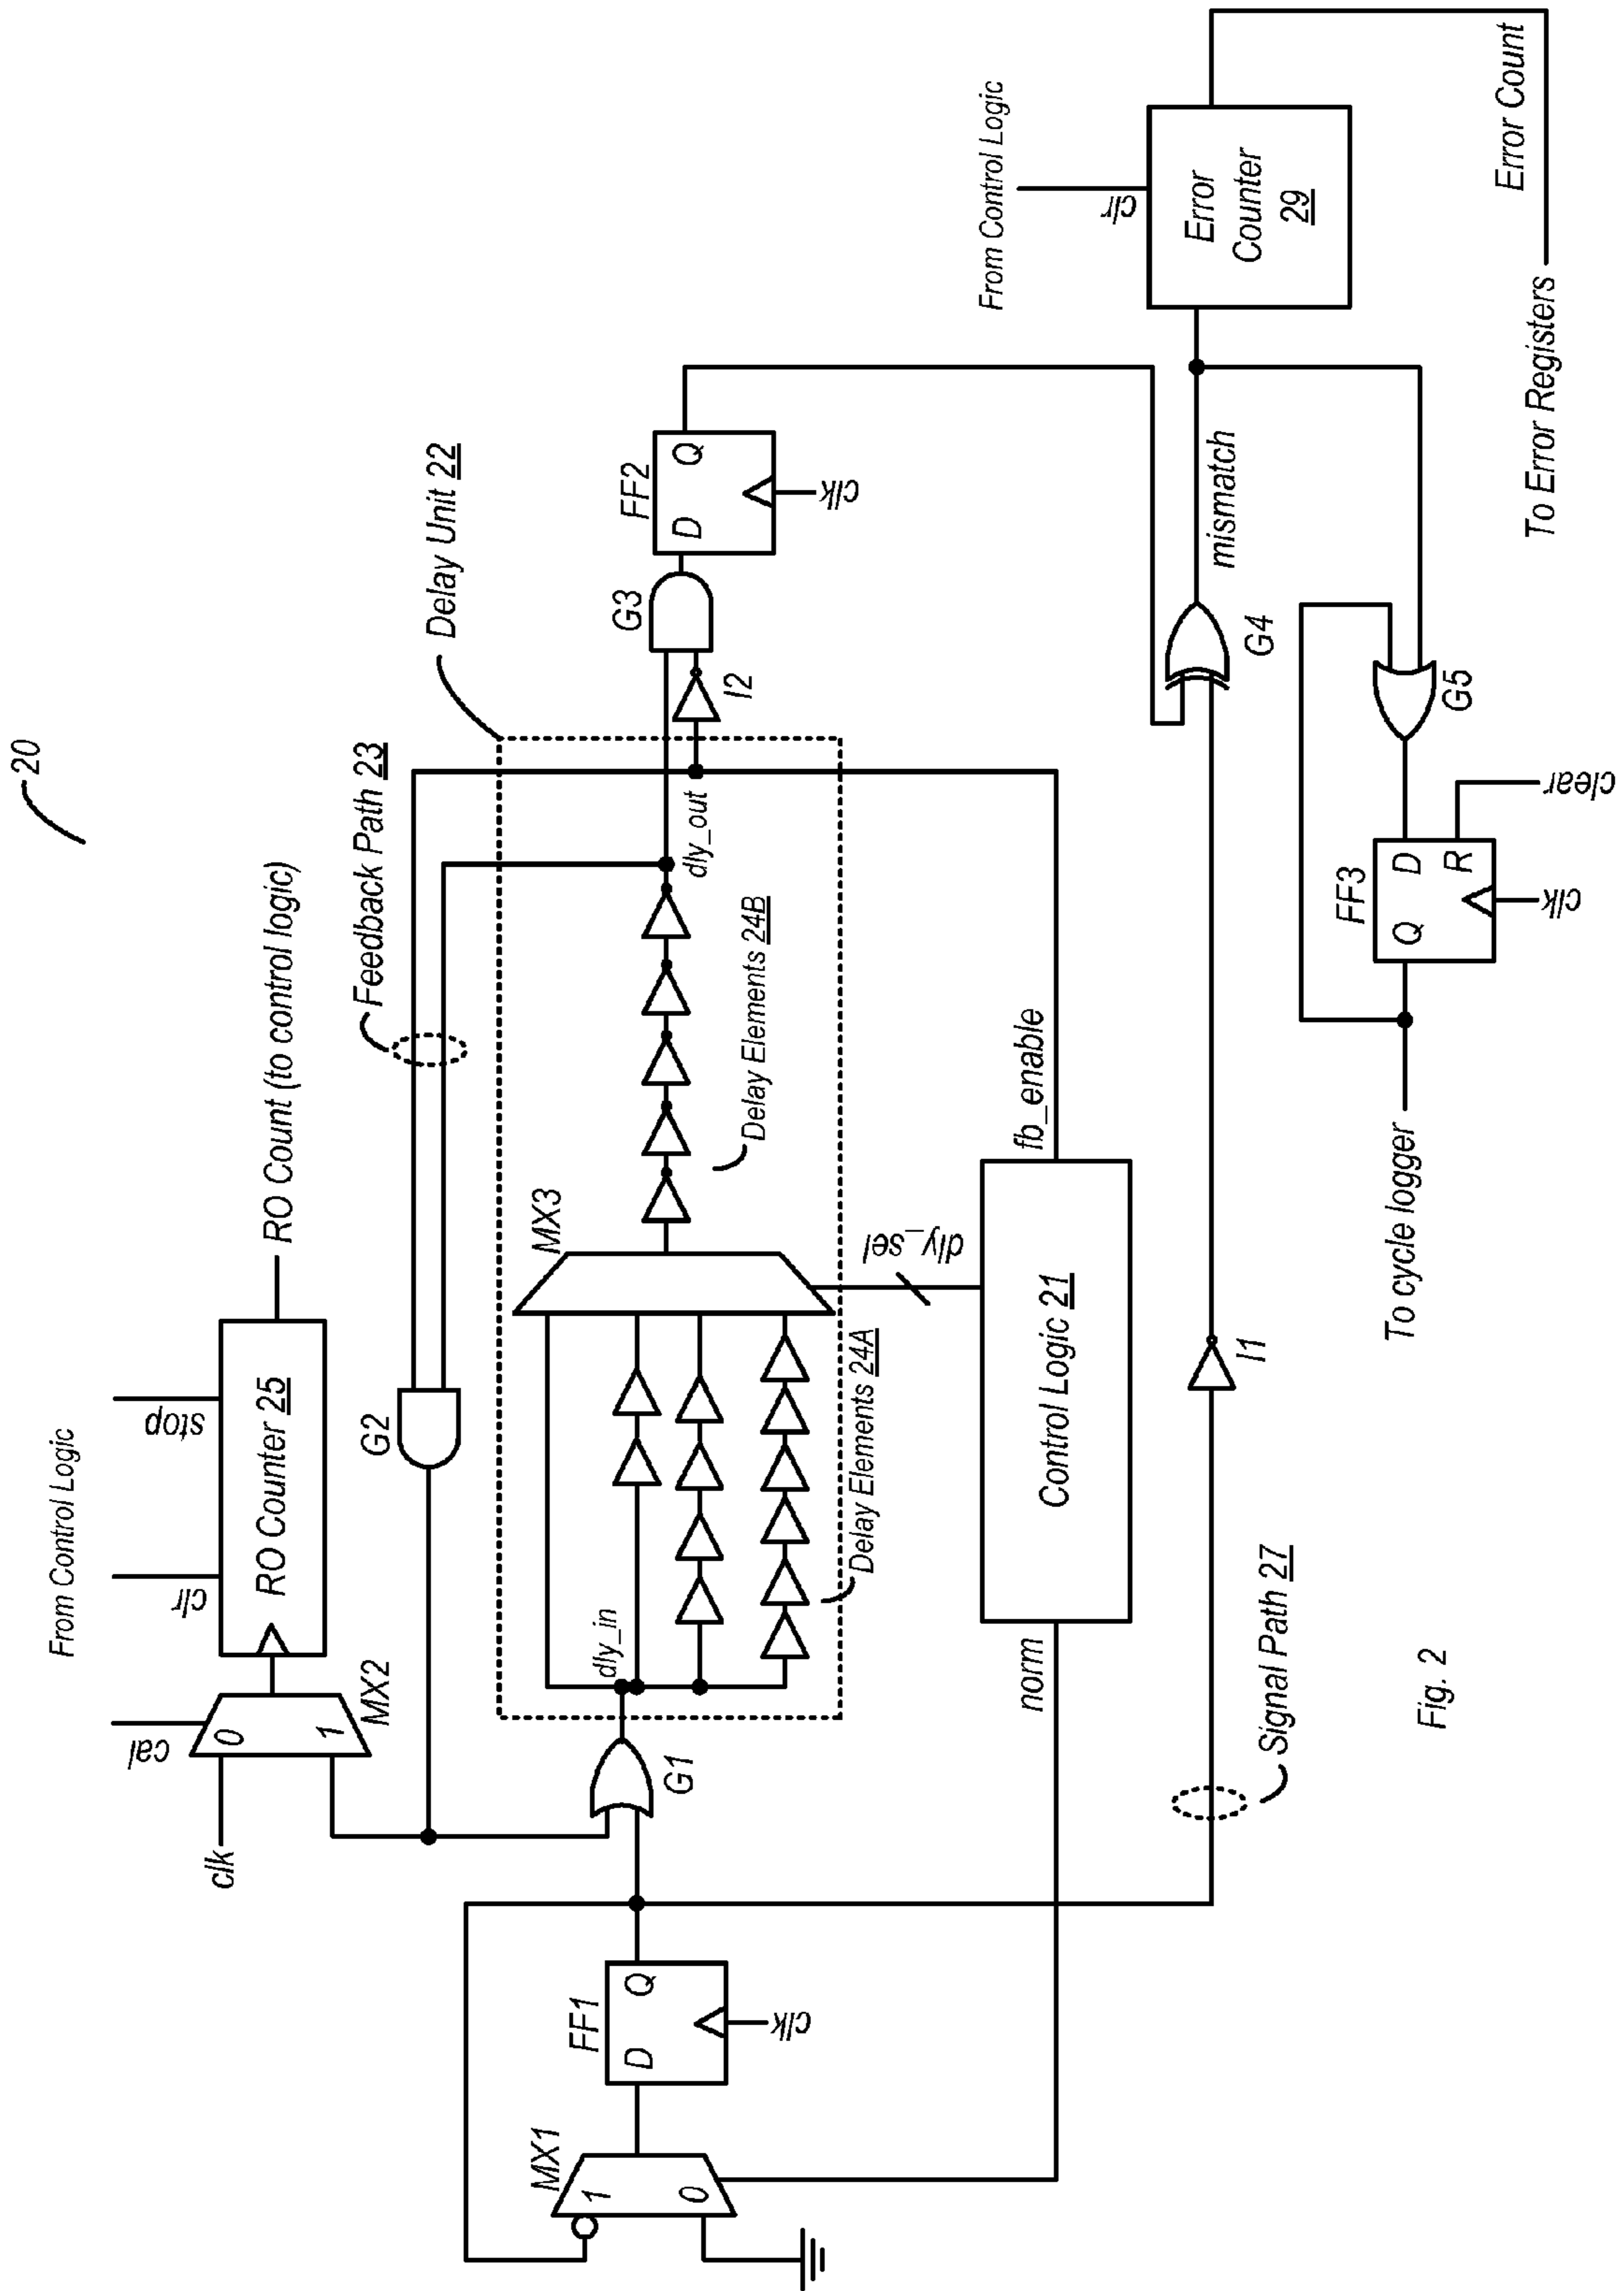 20
From Control Logic
cal
clr
stop
clk
0
1
MX2
RO Counter 25
RO Count (to control logic)
G2
Feedback Path 23
Delay Unit 22
MX1
1
0
FF1
D
Q
clk
G1
dly_in
Delay Elements 24A
MX3
dly_sel
Delay Elements 24B
dly_out
I2
G3
FF2
D
Q
clk
norm
Control Logic 21
fb_enable
Signal Path 27
I1
G4
mismatch
From Control Logic
clr
Error
Counter
29
Error Count
To Error Registers
G5
FF3
Q
D
R
clk
clear
To cycle logger
Fig. 2